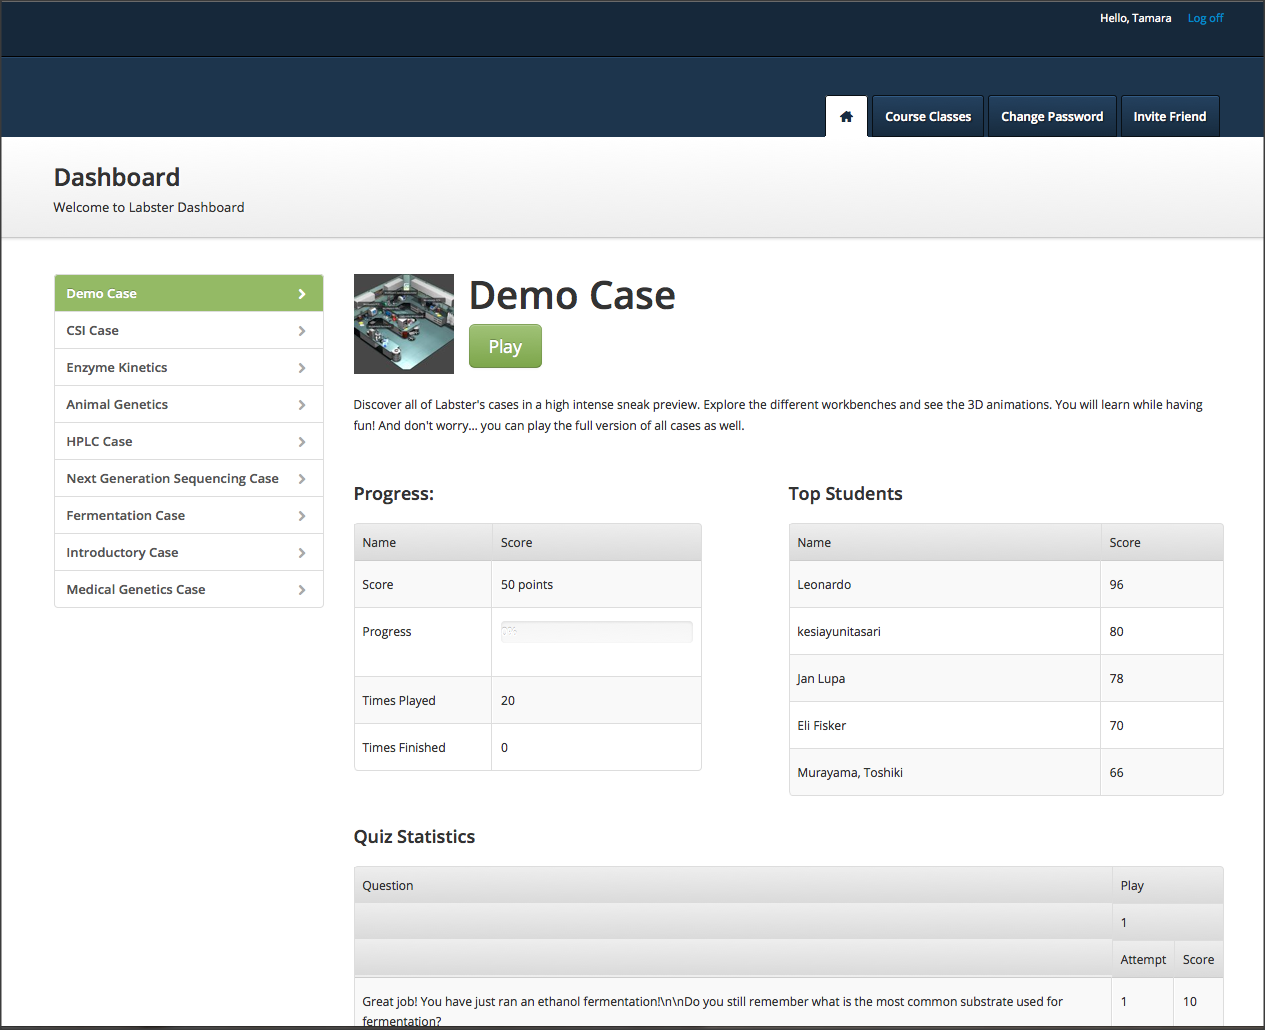 Hello, Tamara Log off
Course Classes Change Password Invite Friend
Dashboard
Welcome to Labster Dashboard
Demo Case
CSI Case
Enzyme Kinetics
Animal Genetics
HPLC Case
Next Generation Sequencing Case
Fermentation Case
Introductory Case
Medical Genetics Case
Demo Case
Play
Discover all of Labster's cases in a high intense sneak preview. Explore the different workbenches and see the 3D animations. You will learn while having
fun! And don't worry... you can play the full version of all cases as well.
Progress:
Name Score
Score 50 points
Progress
Times Played 20
Times Finished 0
Top Students
Name Score
Leonardo 96
kesiayunitasari 80
Jan Lupa 78
Eli Fisker 70
Murayama, Toshiki 66
Quiz Statistics
Question Play
1
Attempt Score
Great job! You have just ran an ethanol fermentation!\n\nDo you still remember what is the most common substrate used for 1 10
fermentation?